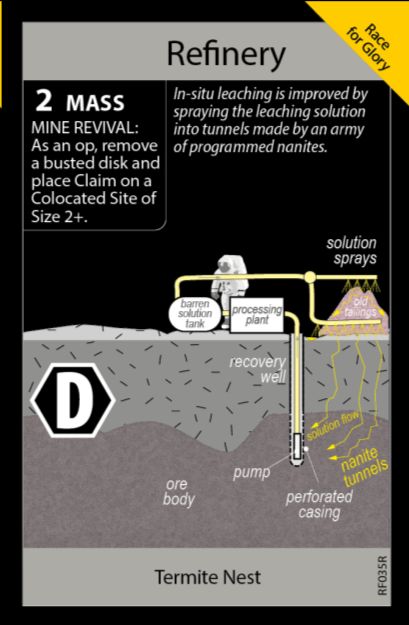 Race
for Glory
Refinery
2 MASS
MINE REVIVAL:
As an op, remove
a busted disk and
place Claim on a
Colocated Site of
Size 2+.
In-situ leaching is improved by
spraying the leaching solution
into tunnels made by an army
of programmed nanites.
solution
sprays
barren
solution
tank
processing
plant
old
tailings
recovery
well
D
solution flow
nanite
tunnels
pump
ore
body
perforated
casing
Termite Nest
RF035R